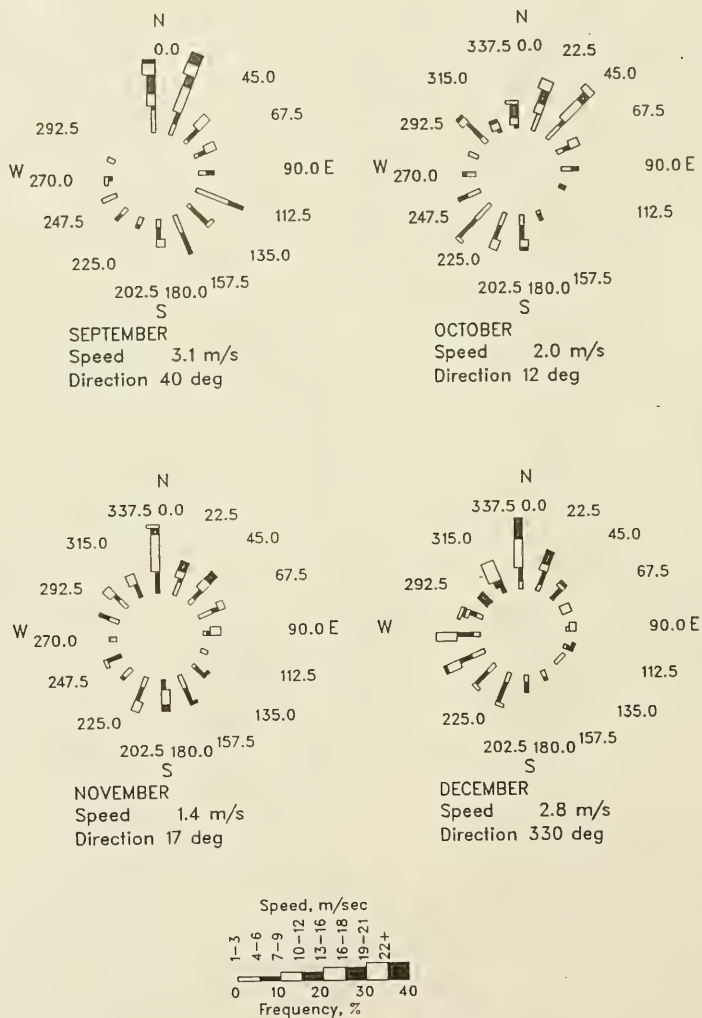 N
0.0
45.0
67.5
90.0 E
112.5
135.0
157.5
202.5 180.0
S
225.0
247.5
W 270.0
292.5
SEPTEMBER
Speed 3.1 m/s
Direction 40 deg
N
337.5 0.0 22.5
315.0
45.0
292.5
67.5
W 270.0
90.0 E
247.5
112.5
225.0
135.0
202.5 180.0 157.5
S
OCTOBER
Speed 2.0 m/s
Direction 12 deg
N
337.5 0.0 22.5
315.0
45.0
292.5
67.5
W 270.0
90.0 E
247.5
112.5
225.0
135.0
202.5 180.0 157.5
S
NOVEMBER
Speed 1.4 m/s
Direction 17 deg
N
337.5 0.0 22.5
315.0
45.0
292.5
67.5
W
90.0 E
112.5
225.0
135.0
202.5 180.0 157.5
S
DECEMBER
Speed 2.8 m/s
Direction 330 deg
Speed, m/sec
1-3
4-6
7-9
10-12
13-16
16-18
19-21
22+
0 10 20 30 40
Frequency, %